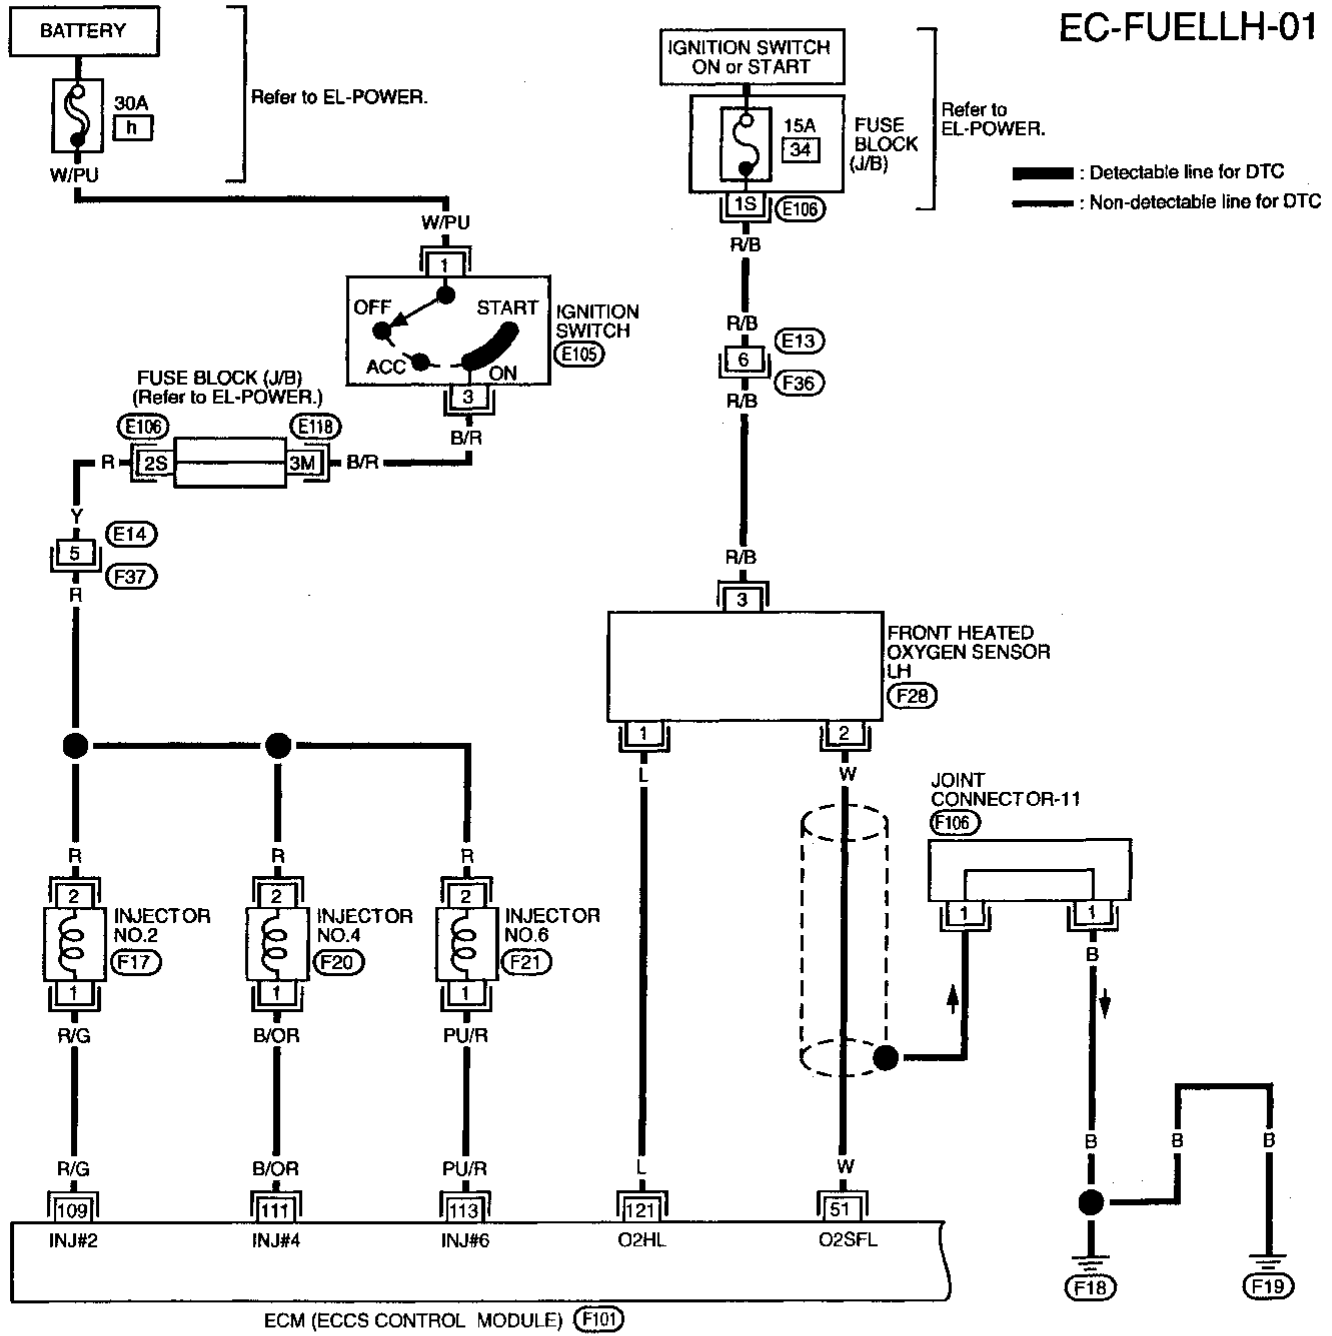 EC-FUELLH-01
BATTERY
30A
h
W/PU
Refer to EL-POWER.
IGNITION SWITCH
ON or START
15A
34
FUSE
BLOCK
(J/B)
Refer to
EL-POWER.
1S
E106
R/B
: Detectable line for DTC
: Non-detectable line for DTC
W/PU
1
OFF
START
ACC
ON
IGNITION
SWITCH
E105
3
B/R
R/B
6
E13
F36
R/B
FUSE BLOCK (J/B)
(Refer to EL-POWER.)
E106
E118
R
2S
3M
B/R
Y
5
E14
F37
R
R/B
3
FRONT HEATED
OXYGEN SENSOR
LH
F28
1
2
L
W
JOINT
CONNECTOR-11
F106
1
1
B
R
R
R
2
2
2
INJECTOR
NO.2
F17
INJECTOR
NO.4
F20
INJECTOR
NO.6
F21
1
1
1
R/G
B/OR
PU/R
R/G
B/OR
PU/R
L
W
B
B
B
109
111
113
121
51
INJ#2
INJ#4
INJ#6
O2HL
O2SFL
F18
F19
ECM (ECCS CONTROL MODULE)
F101